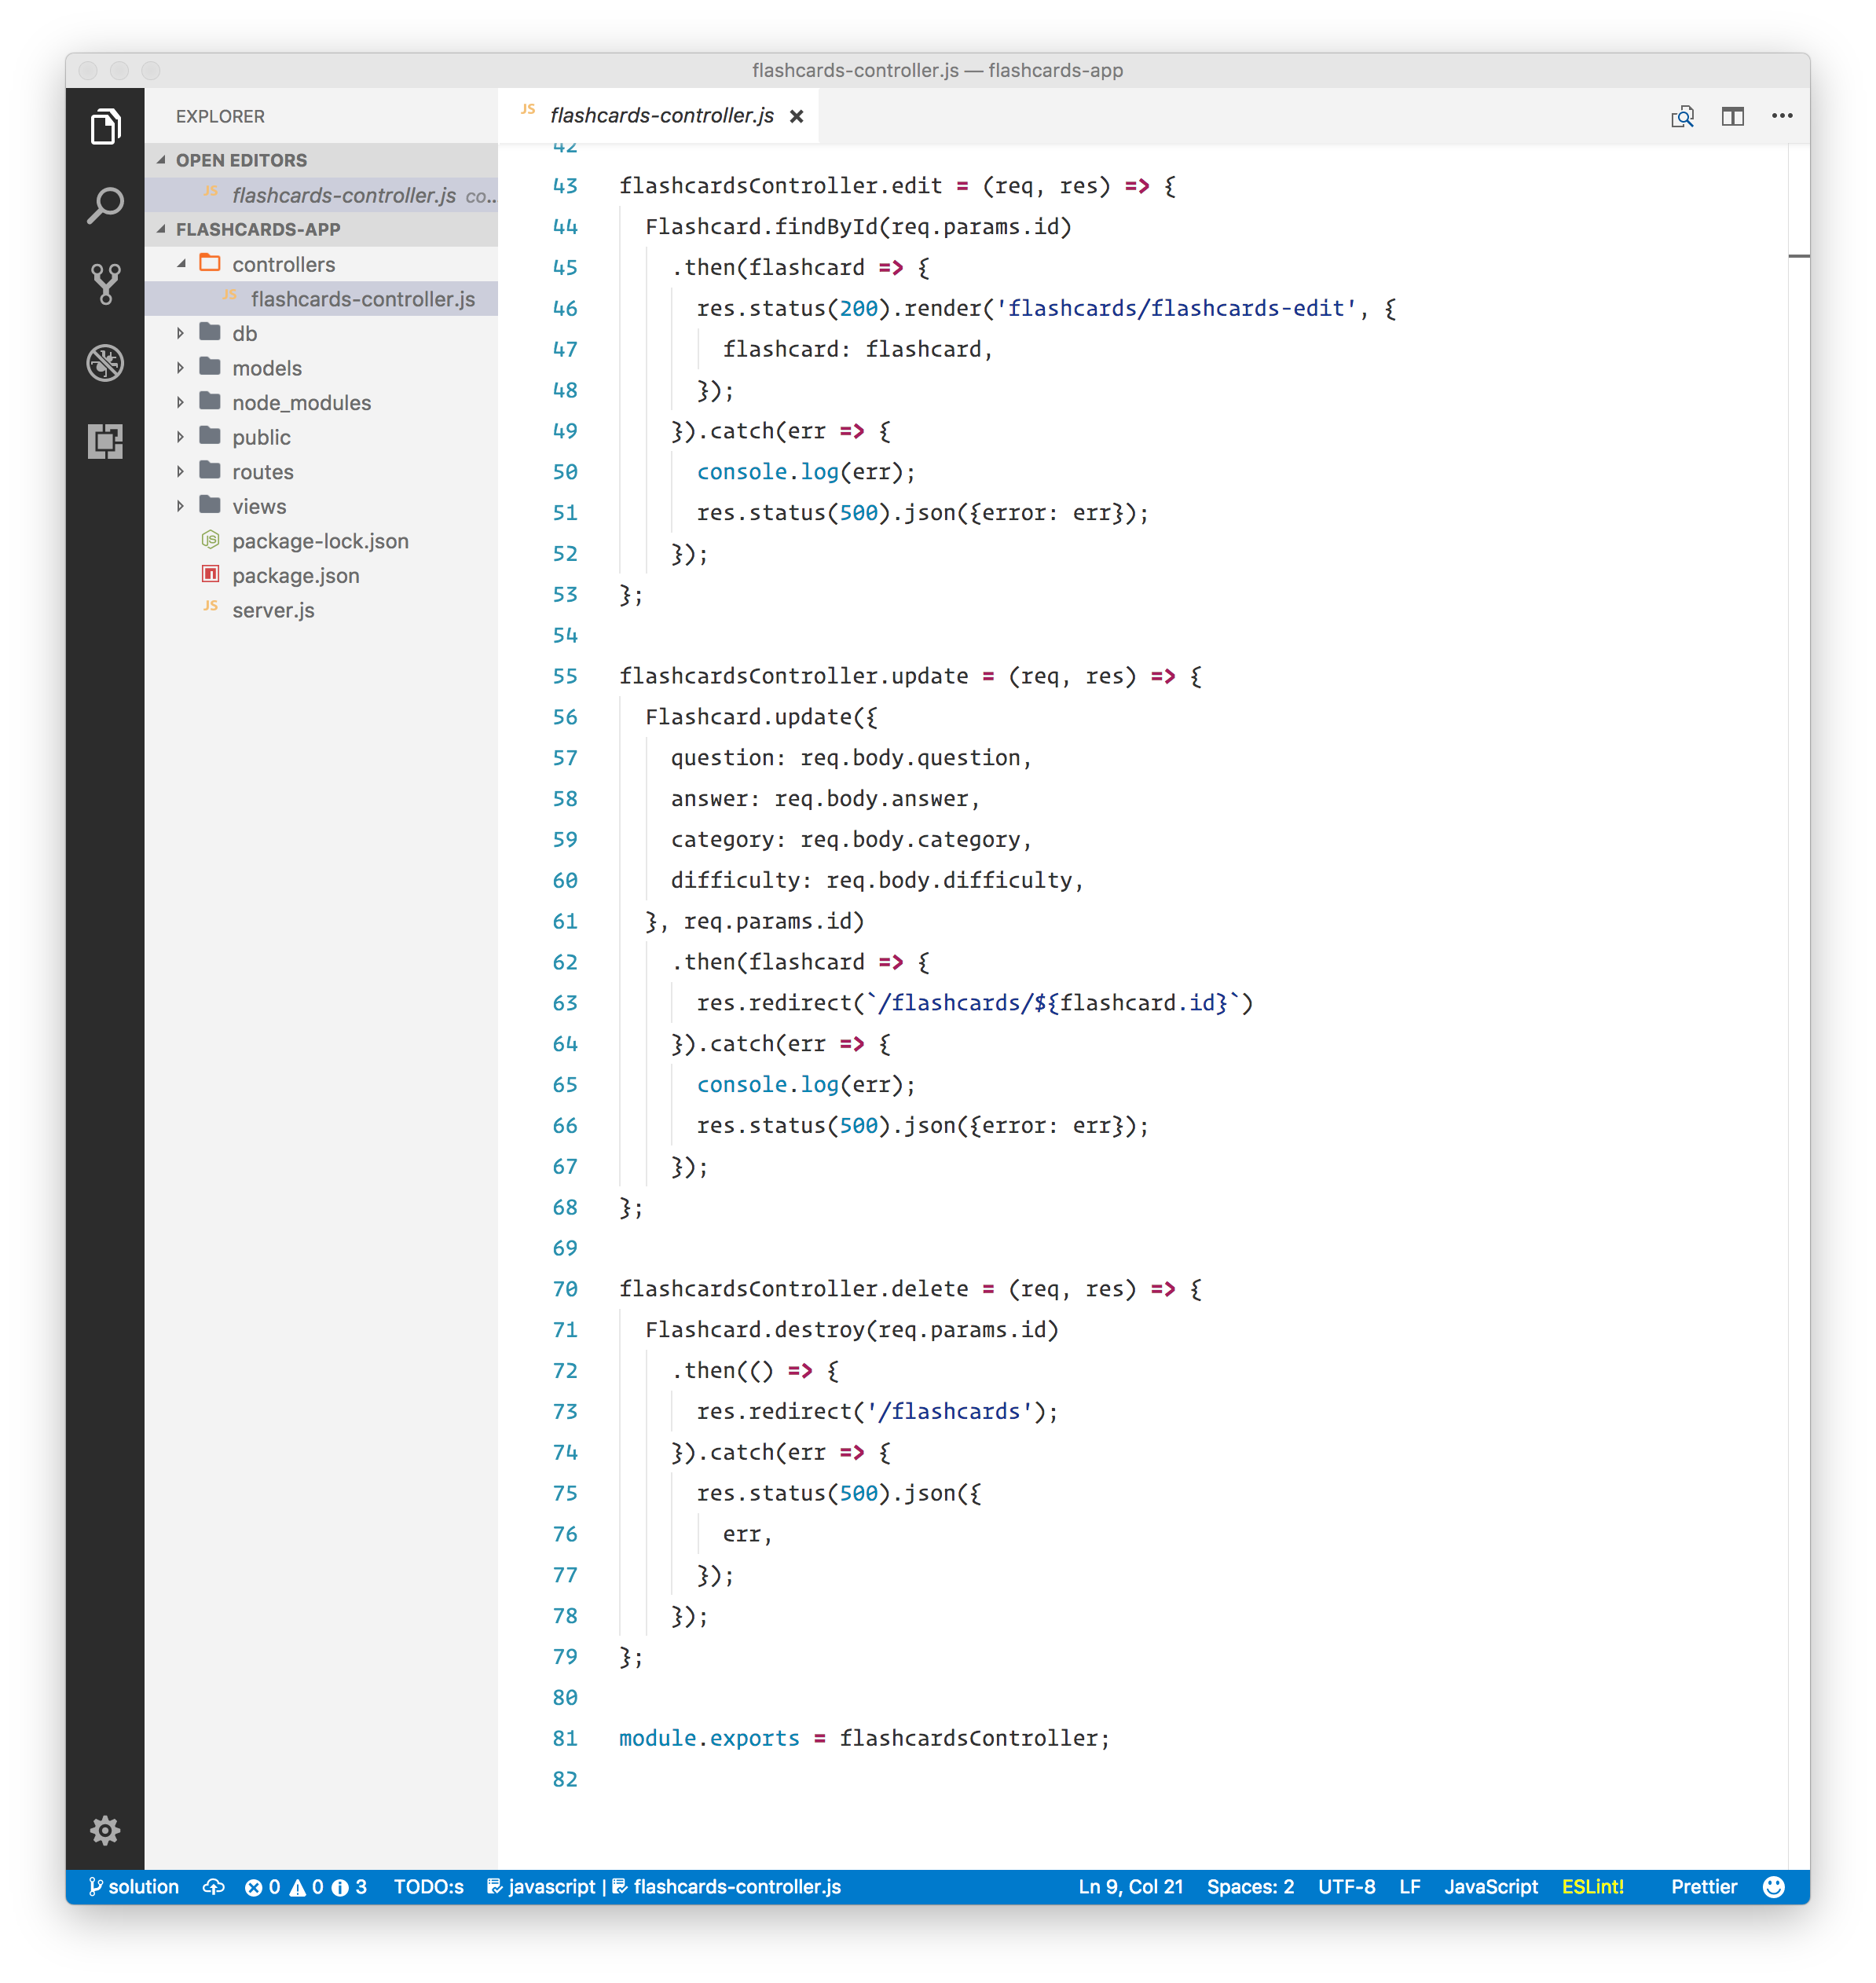 flashcards-controller.js — flashcards-app
EXPLORER
OPEN EDITORS
JS flashcards-controller.js co...
FLASHCARDS-APP
controllers
JS flashcards-controller.js
db
models
node_modules
public
routes
views
JS package-lock.json
package.json
JS server.js
JS flashcards-controller.js
42
43 flashcardsController.edit = (req, res) => {
44 Flashcard.findById(req.params.id)
45 .then(flashcard => {
46 res.status(200).render('flashcards/flashcards-edit', {
47 flashcard: flashcard,
48 });
49 }).catch(err => {
50 console.log(err);
51 res.status(500).json({error: err});
52 });
53 };
54
55 flashcardsController.update = (req, res) => {
56 Flashcard.update({
57 question: req.body.question,
58 answer: req.body.answer,
59 category: req.body.category,
60 difficulty: req.body.difficulty,
61 }, req.params.id)
62 .then(flashcard => {
63 res.redirect(`/flashcards/${flashcard.id}`)
64 }).catch(err => {
65 console.log(err);
66 res.status(500).json({error: err});
67 });
68 };
69
70 flashcardsController.delete = (req, res) => {
71 Flashcard.destroy(req.params.id)
72 .then(() => {
73 res.redirect('/flashcards');
74 }).catch(err => {
75 res.status(500).json({
76 err,
77 });
78 });
79 };
80
81 module.exports = flashcardsController;
82
solution 0 0 3 TODO:s javascript | flashcards-controller.js Ln 9, Col 21 Spaces: 2 UTF-8 LF JavaScript ESLint! Prettier